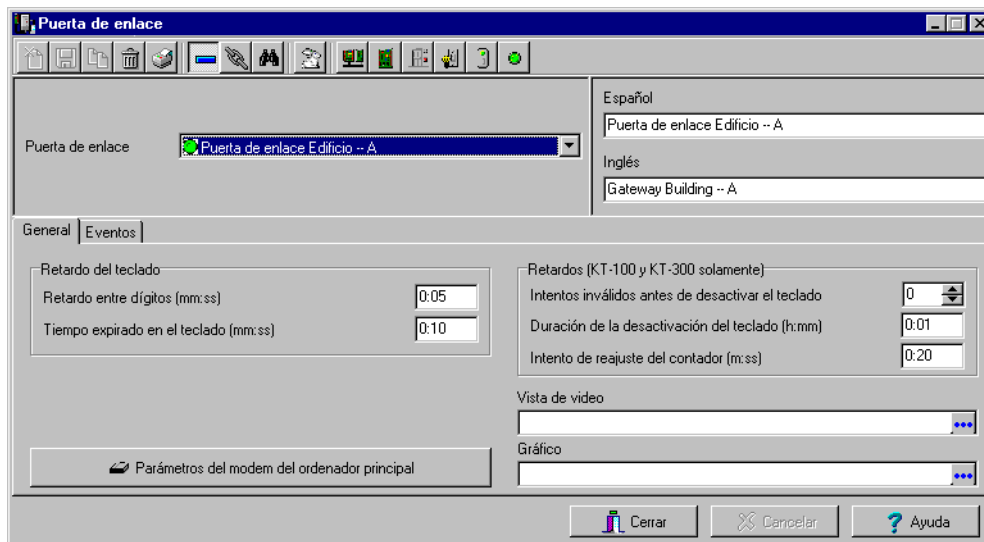 Puerta de enlace
Español
Puerta de enlace Edificio -- A
Puerta de enlace
Puerta de enlace Edificio -- A
Inglés
Gateway Building -- A
General
Eventos
Retardo del teclado
Retardo entre dígitos (mm:ss)
0:05
Tiempo expirado en el teclado (mm:ss)
0:10
Retardos (KT-100 y KT-300 solamente)
Intentos inválidos antes de desactivar el teclado
0
Duración de la desactivación del teclado (h:mm)
0:01
Intento de reajuste del contador (m:ss)
0:20
Vista de video
Gráfico
Parámetros del modem del ordenador principal
Cerrar
Cancelar
Ayuda